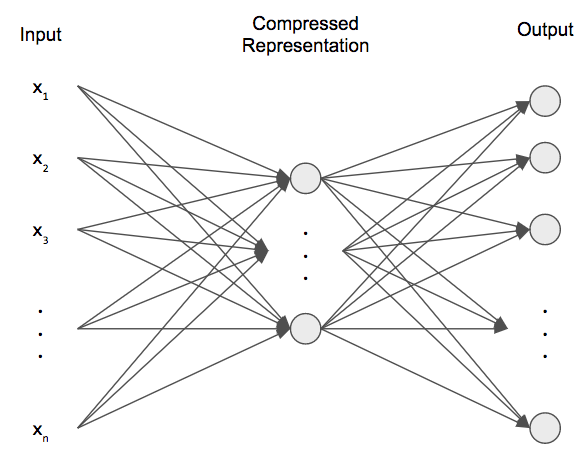 Input
Compressed
Representation
Output
x1
x2
x3
.
.
.
xn
.
.
.
.
.
.